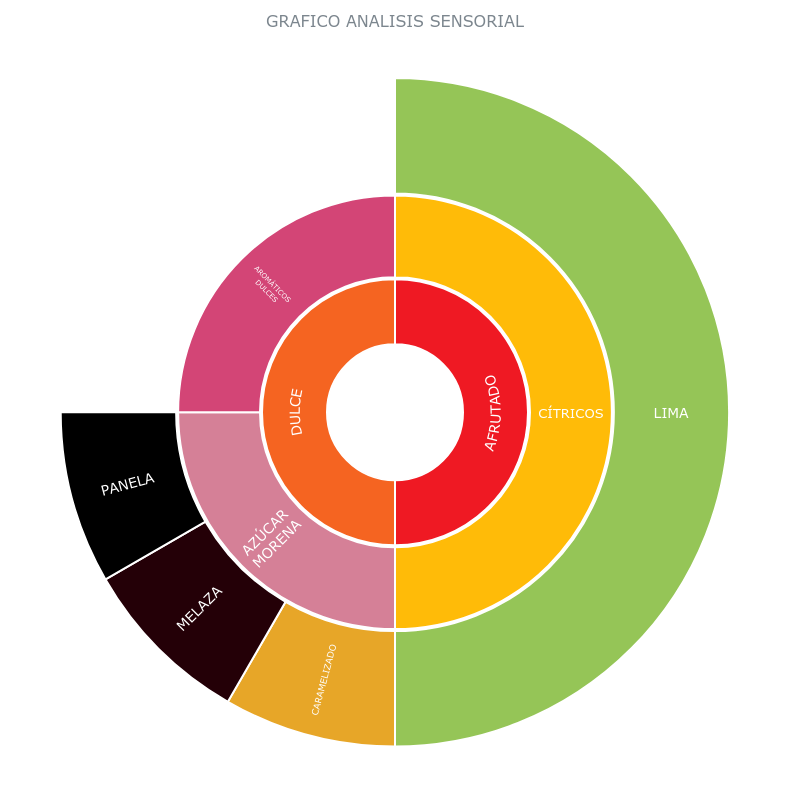 GRAFICO ANALISIS SENSORIAL
AROMÁTICOS
DULCES
DULCE
AFRUTADO
CÍTRICOS
LIMA
PANELA
AZÚCAR
MORENA
MELAZA
CARAMELIZADO